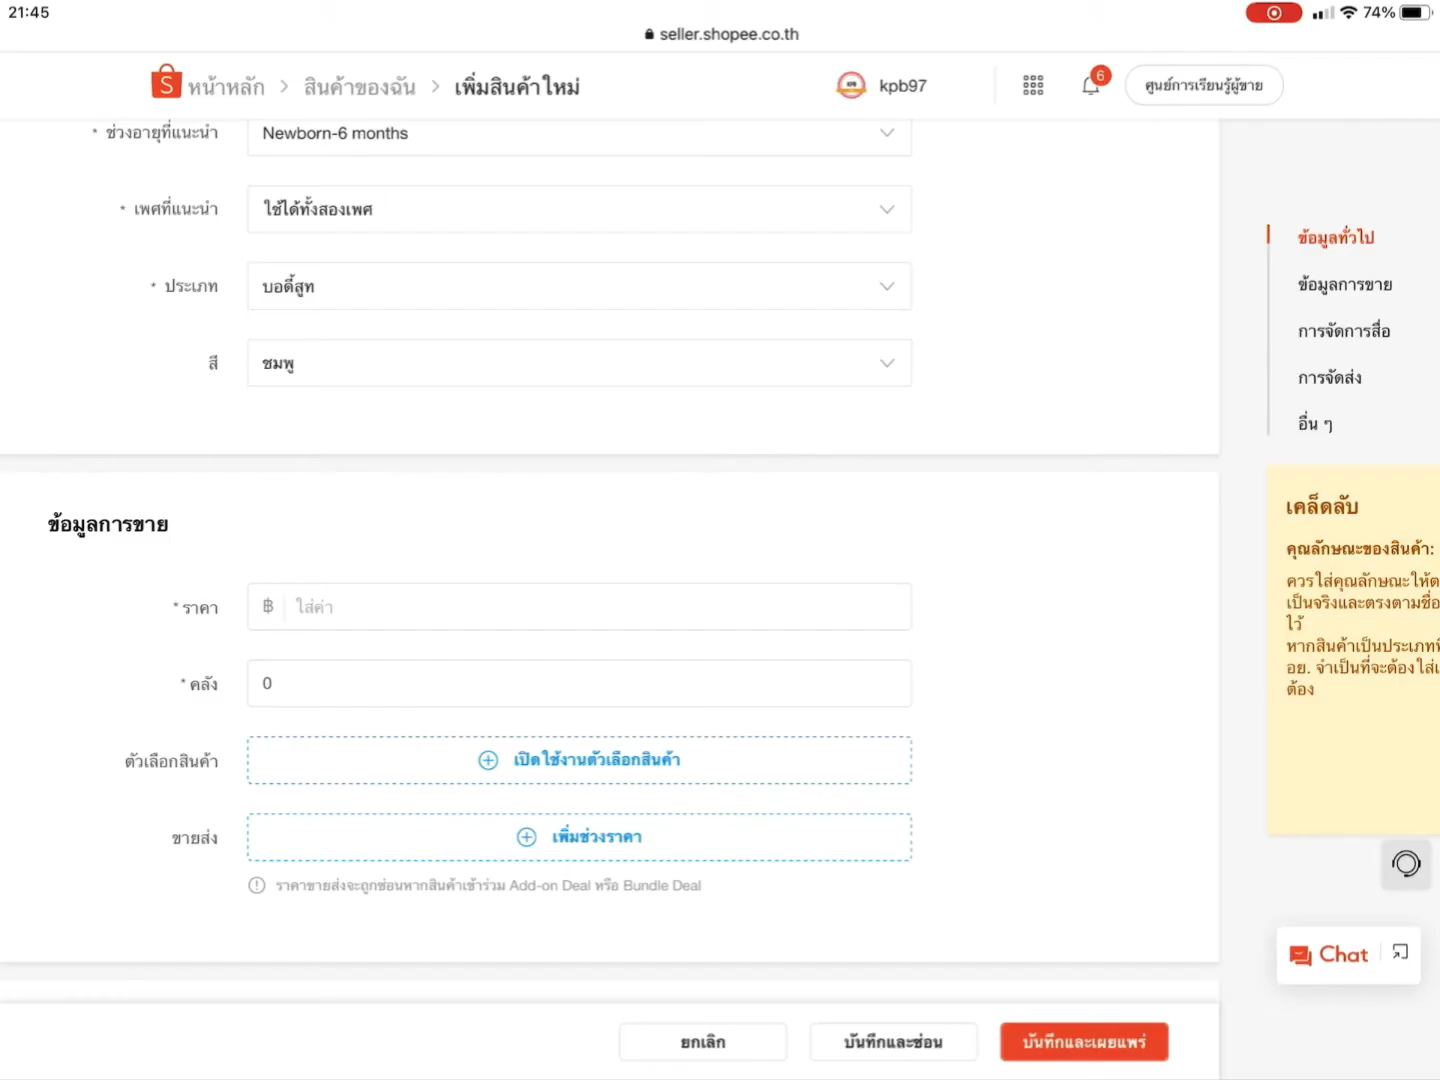 21:45
74%
seller.shopee.co.th
หน้าหลัก > สินค้าของฉัน > เพิ่มสินค้าใหม่
kpb97
6
ศูนย์การเรียนรู้ผู้ขาย
* ช่วงอายุที่แนะนำ
Newborn-6 months
* เพศที่แนะนำ
ใช้ได้ทั้งสองเพศ
* ประเภท
บอดี้สูท
สี
ชมพู
ข้อมูลการขาย
* ราคา
฿ ใส่ค่า
* คลัง
0
ตัวเลือกสินค้า
เปิดใช้งานตัวเลือกสินค้า
ขายส่ง
เพิ่มช่วงราคา
ราคาขายส่งจะถูกซ่อนหากสินค้าเข้าร่วม Add-on Deal หรือ Bundle Deal
ยกเลิก
บันทึกและซ่อน
บันทึกและเผยแพร่
ข้อมูลทั่วไป
ข้อมูลการขาย
การจัดการสื่อ
การจัดส่ง
อื่น ๆ
เคล็ดลับ
คุณลักษณะของสินค้า:
ควรใส่คุณลักษณะให้ต
เป็นจริงและตรงตามชื่อ
ไว้
หากสินค้าเป็นประเภท
อย. จำเป็นที่จะต้องใส่เ
ต้อง
Chat